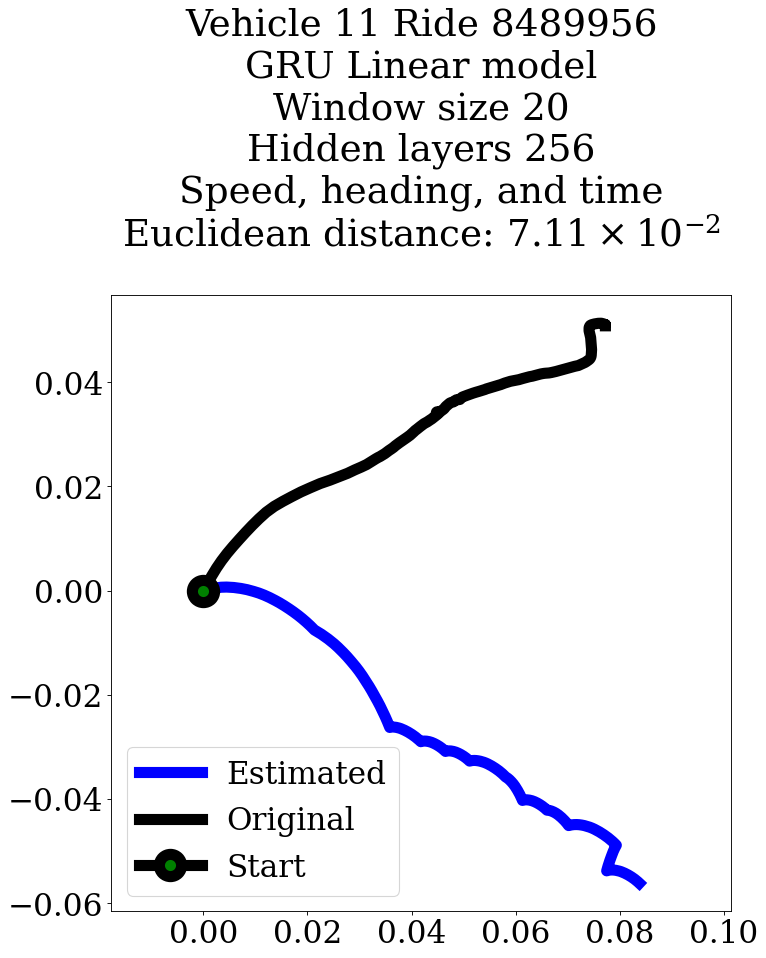 Vehicle 11 Ride 8489956
GRU Linear model
Window size 20
Hidden layers 256
Speed, heading, and time
Euclidean distance: 7.11 × 10⁻²
0.04
0.02
0.00
−0.02
−0.04
−0.06
Estimated
Original
Start
0.00 0.02 0.04 0.06 0.08 0.10